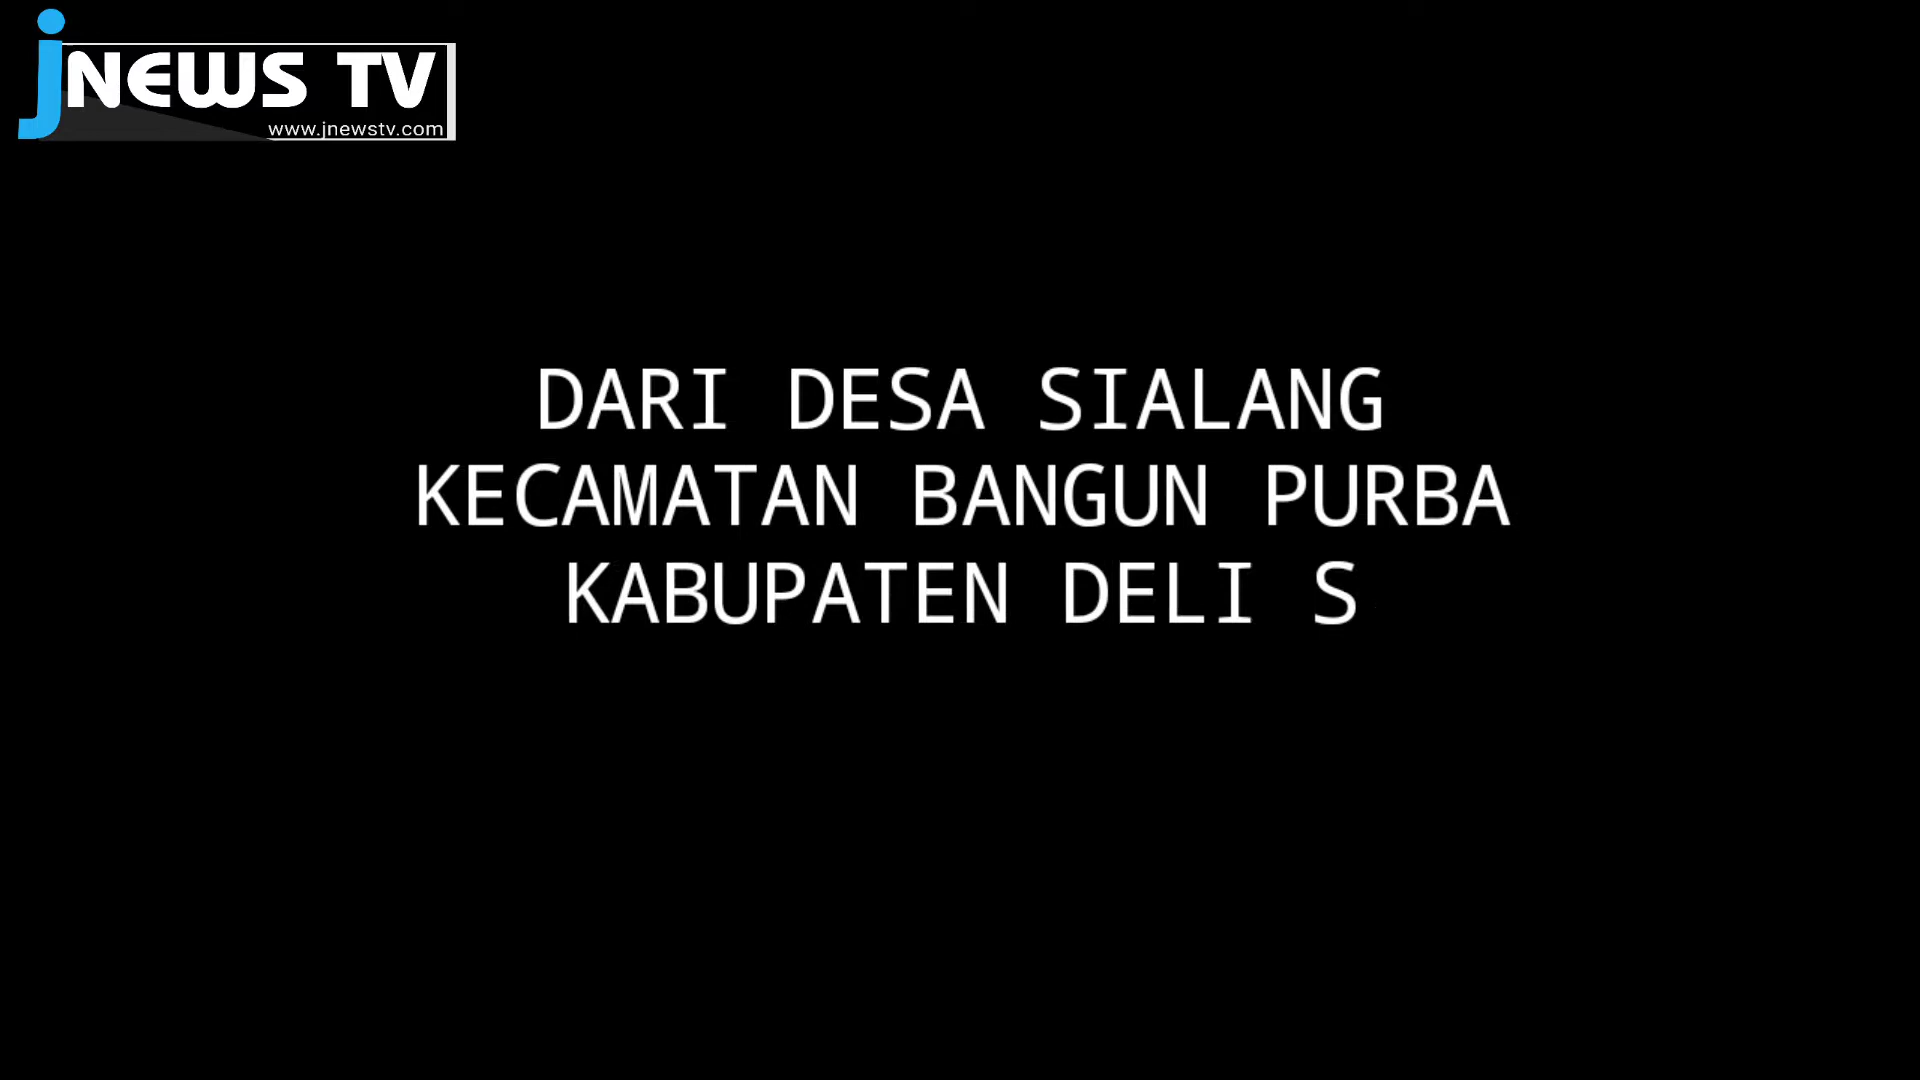 jNEWS TV
www.jnewstv.com
DARI DESA SIALANG
KECAMATAN BANGUN PURBA
KABUPATEN DELI S